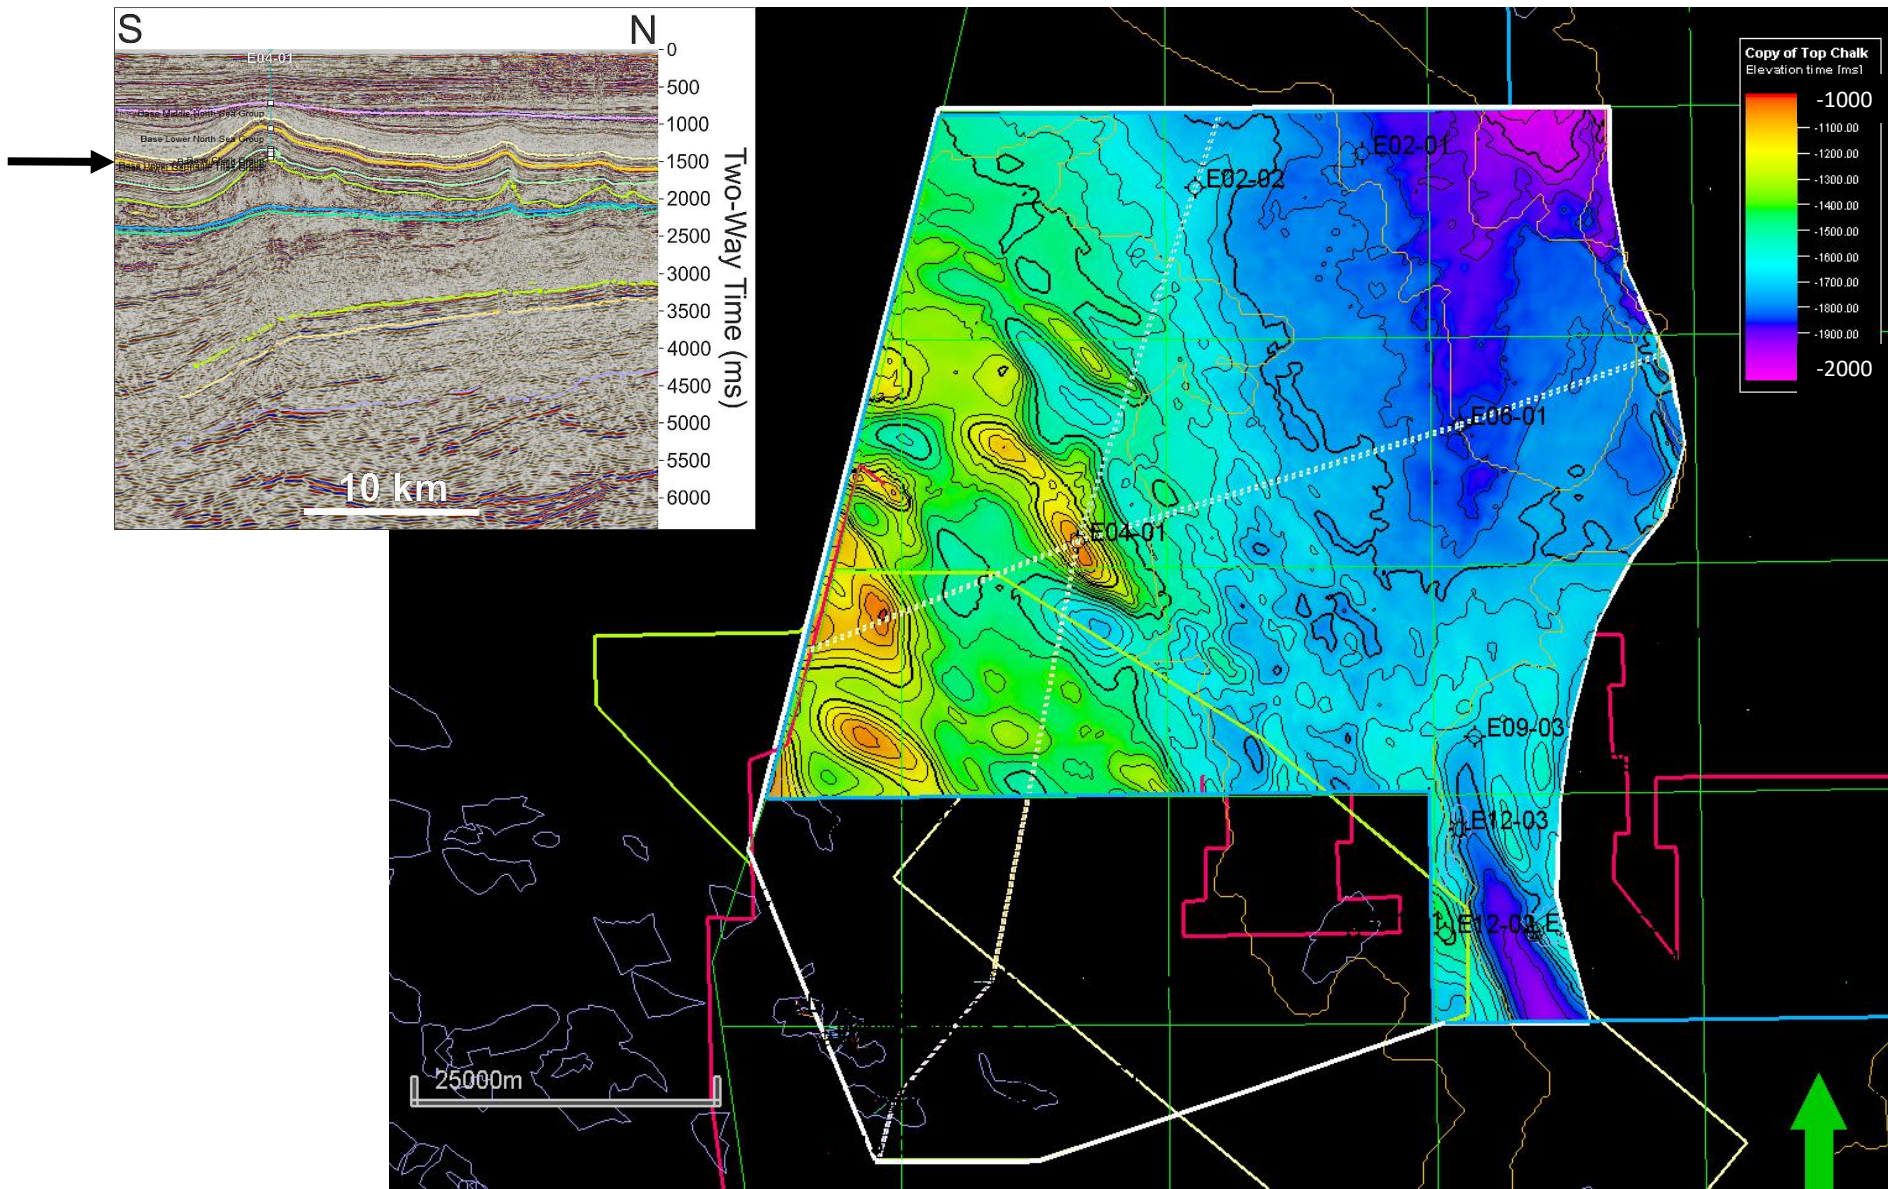 S
N
E04-01
Base Middle North Sea Group
Base Lower North Sea Group
0
500
1000
1500
2000
2500
3000
3500
4000
4500
5000
5500
6000
Two-Way Time (ms)
10 km
Copy of Top Chalk
Elevation time [ms]
-1000
-1100.00
-1200.00
-1300.00
-1400.00
-1500.00
-1600.00
-1700.00
-1800.00
-1900.00
-2000
E02-01
E02-02
E06-01
E04-01
E09-03
E12-03
E12-02
E
25000m